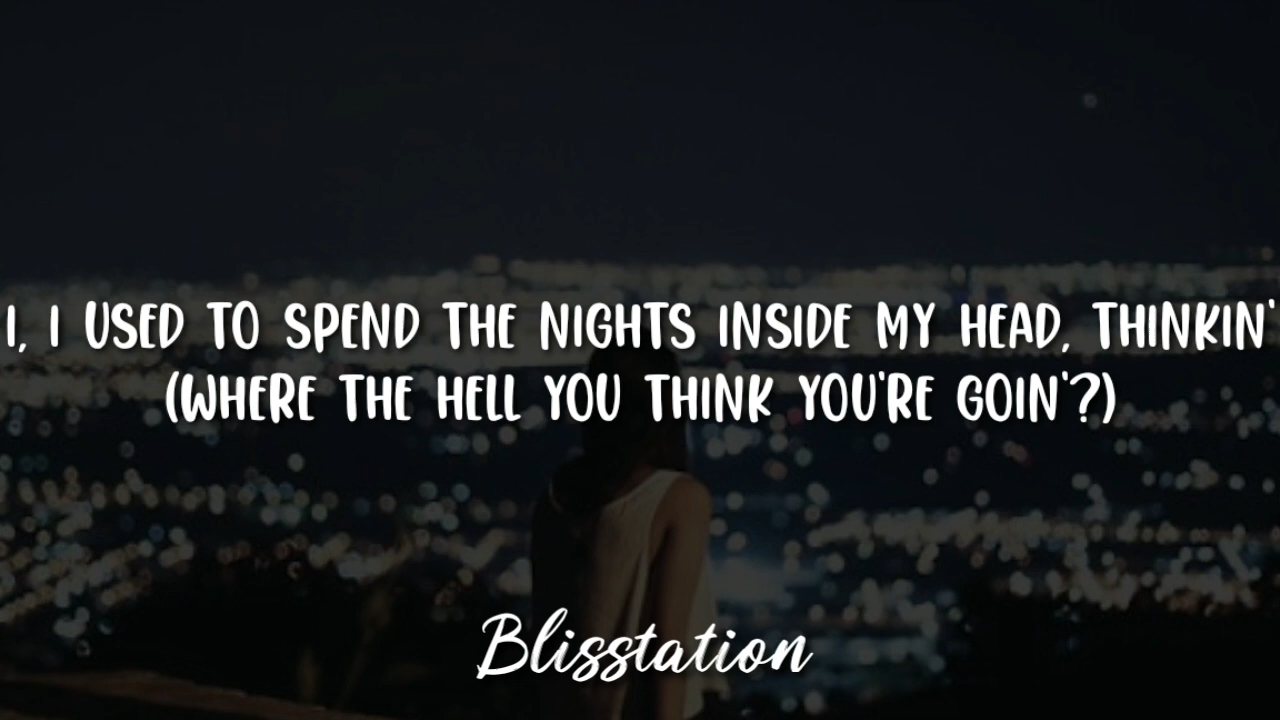 I, I USED TO SPEND THE NIGHTS INSIDE MY HEAD, THINKIN'
(WHERE THE HELL YOU THINK YOU'RE GOIN'?)
Blisstation